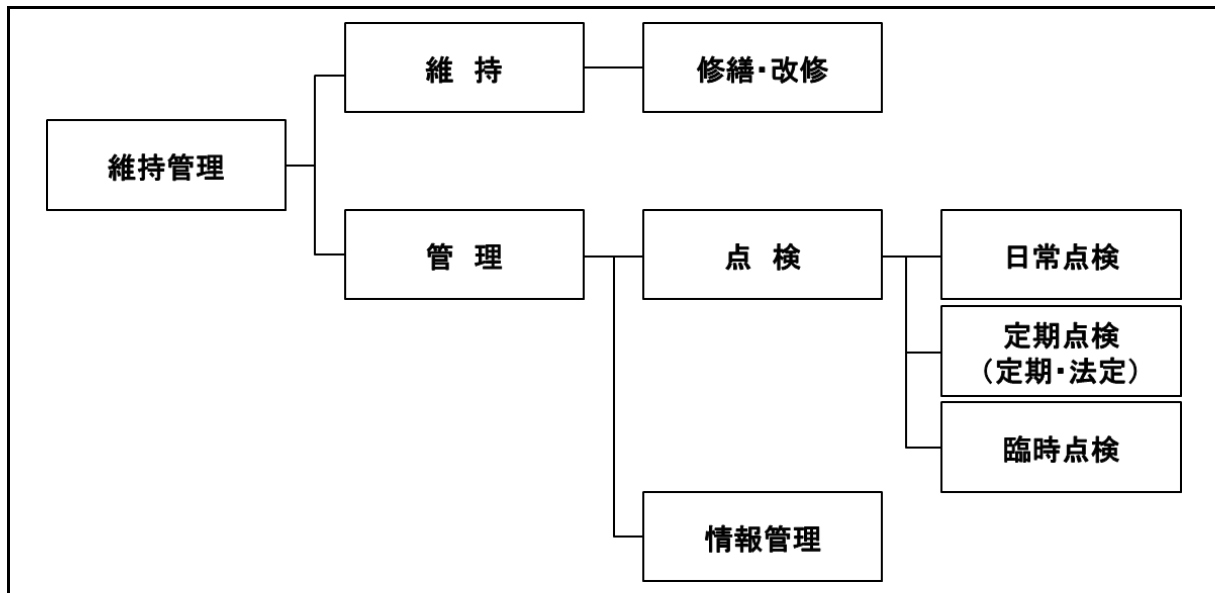 維 持
修繕・改修
維持管理
管 理
点 検
日常点検
定期点検
（定期・法定）
臨時点検
情報管理